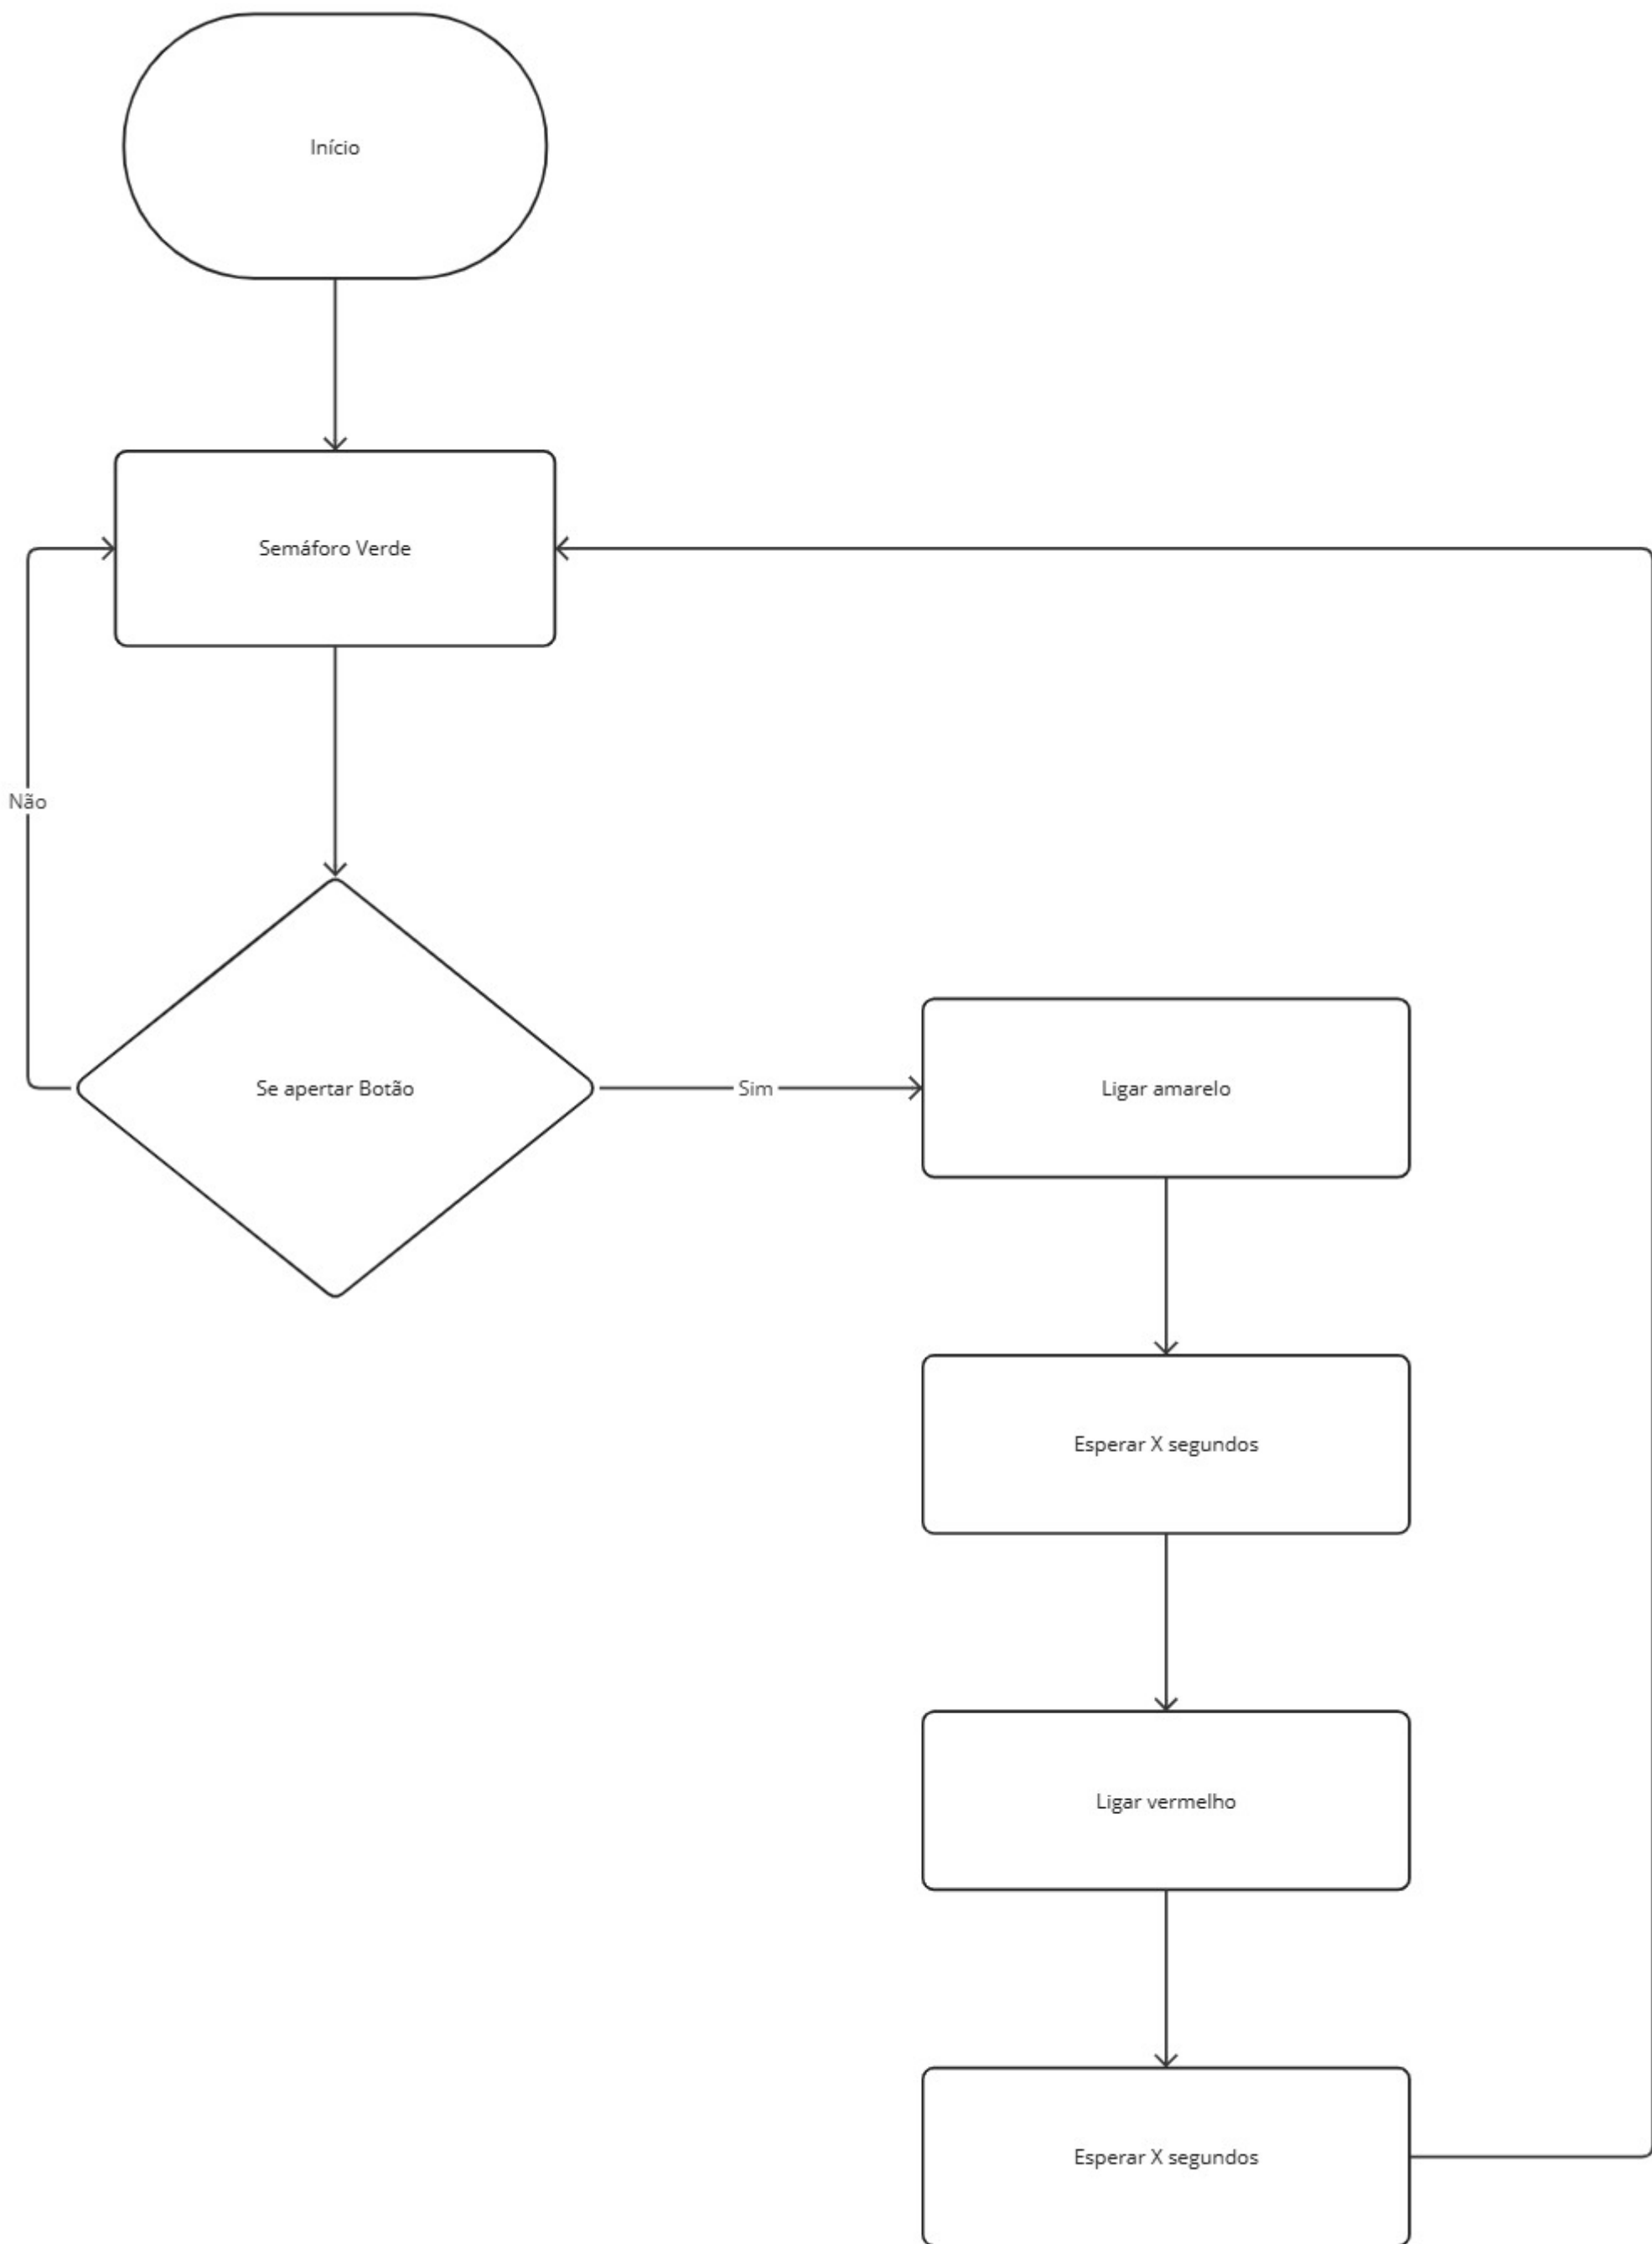 Início
Semáforo Verde
Não
Se apertar Botão
Sim
Ligar amarelo
Esperar X segundos
Ligar vermelho
Esperar X segundos